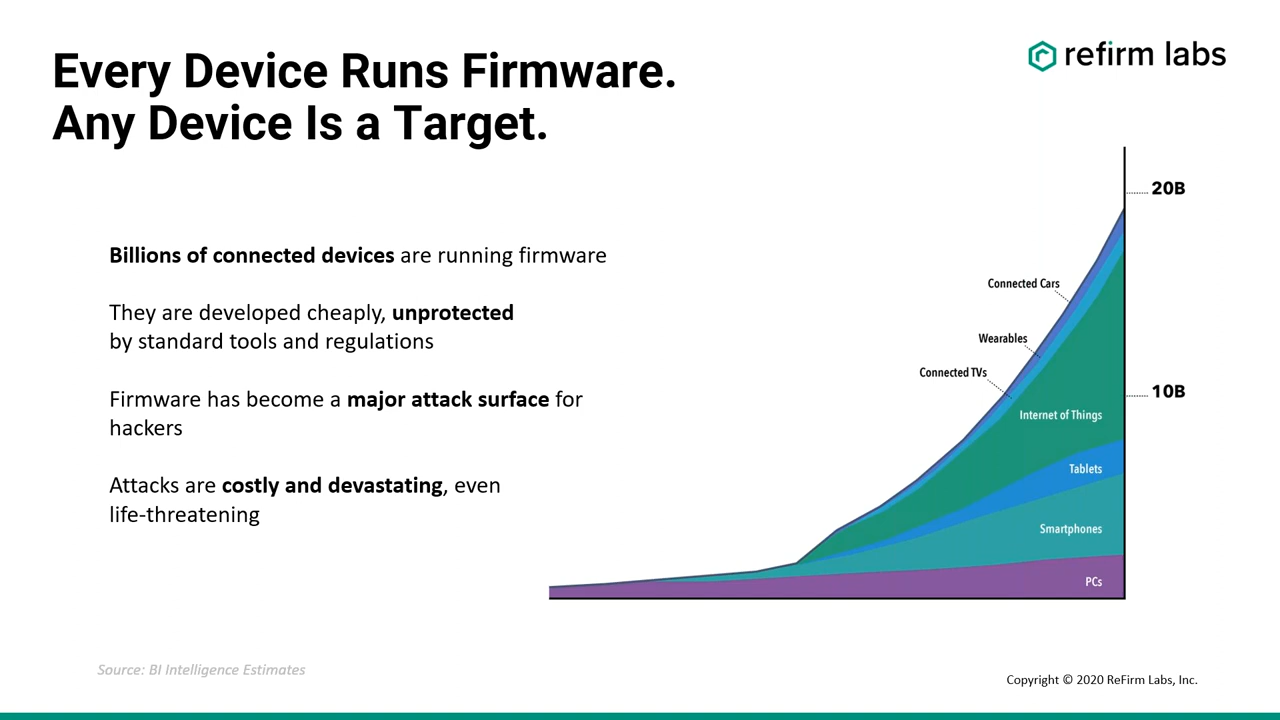 Every Device Runs Firmware.
Any Device Is a Target.
refirm labs
Billions of connected devices are running firmware
They are developed cheaply, unprotected
by standard tools and regulations
Firmware has become a major attack surface for
hackers
Attacks are costly and devastating, even
life-threatening
20B
Connected Cars
Wearables
Connected TVs
10B
Internet of Things
Tablets
Smartphones
PCs
Source: BI Intelligence Estimates
Copyright © 2020 ReFirm Labs, Inc.